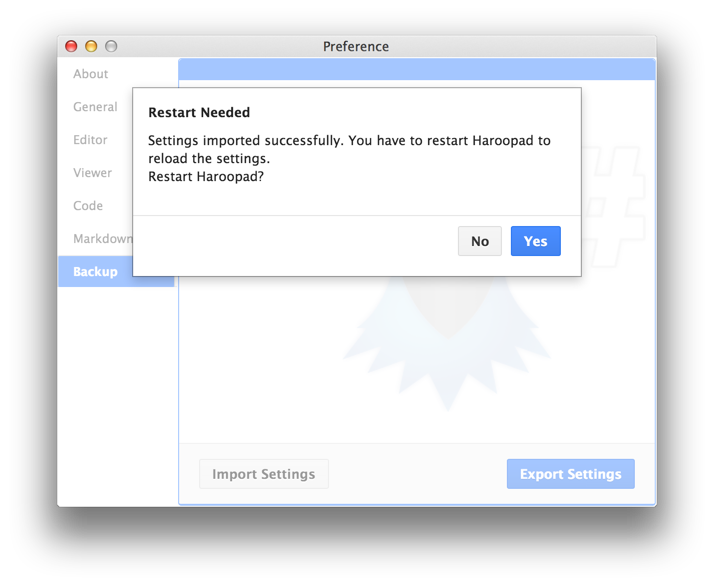 Preference
About
General
Editor
Viewer
Code
Markdown
Backup
Restart Needed
Settings imported successfully. You have to restart Haroopad to
reload the settings.
Restart Haroopad?
No
Yes
#
Import Settings
Export Settings